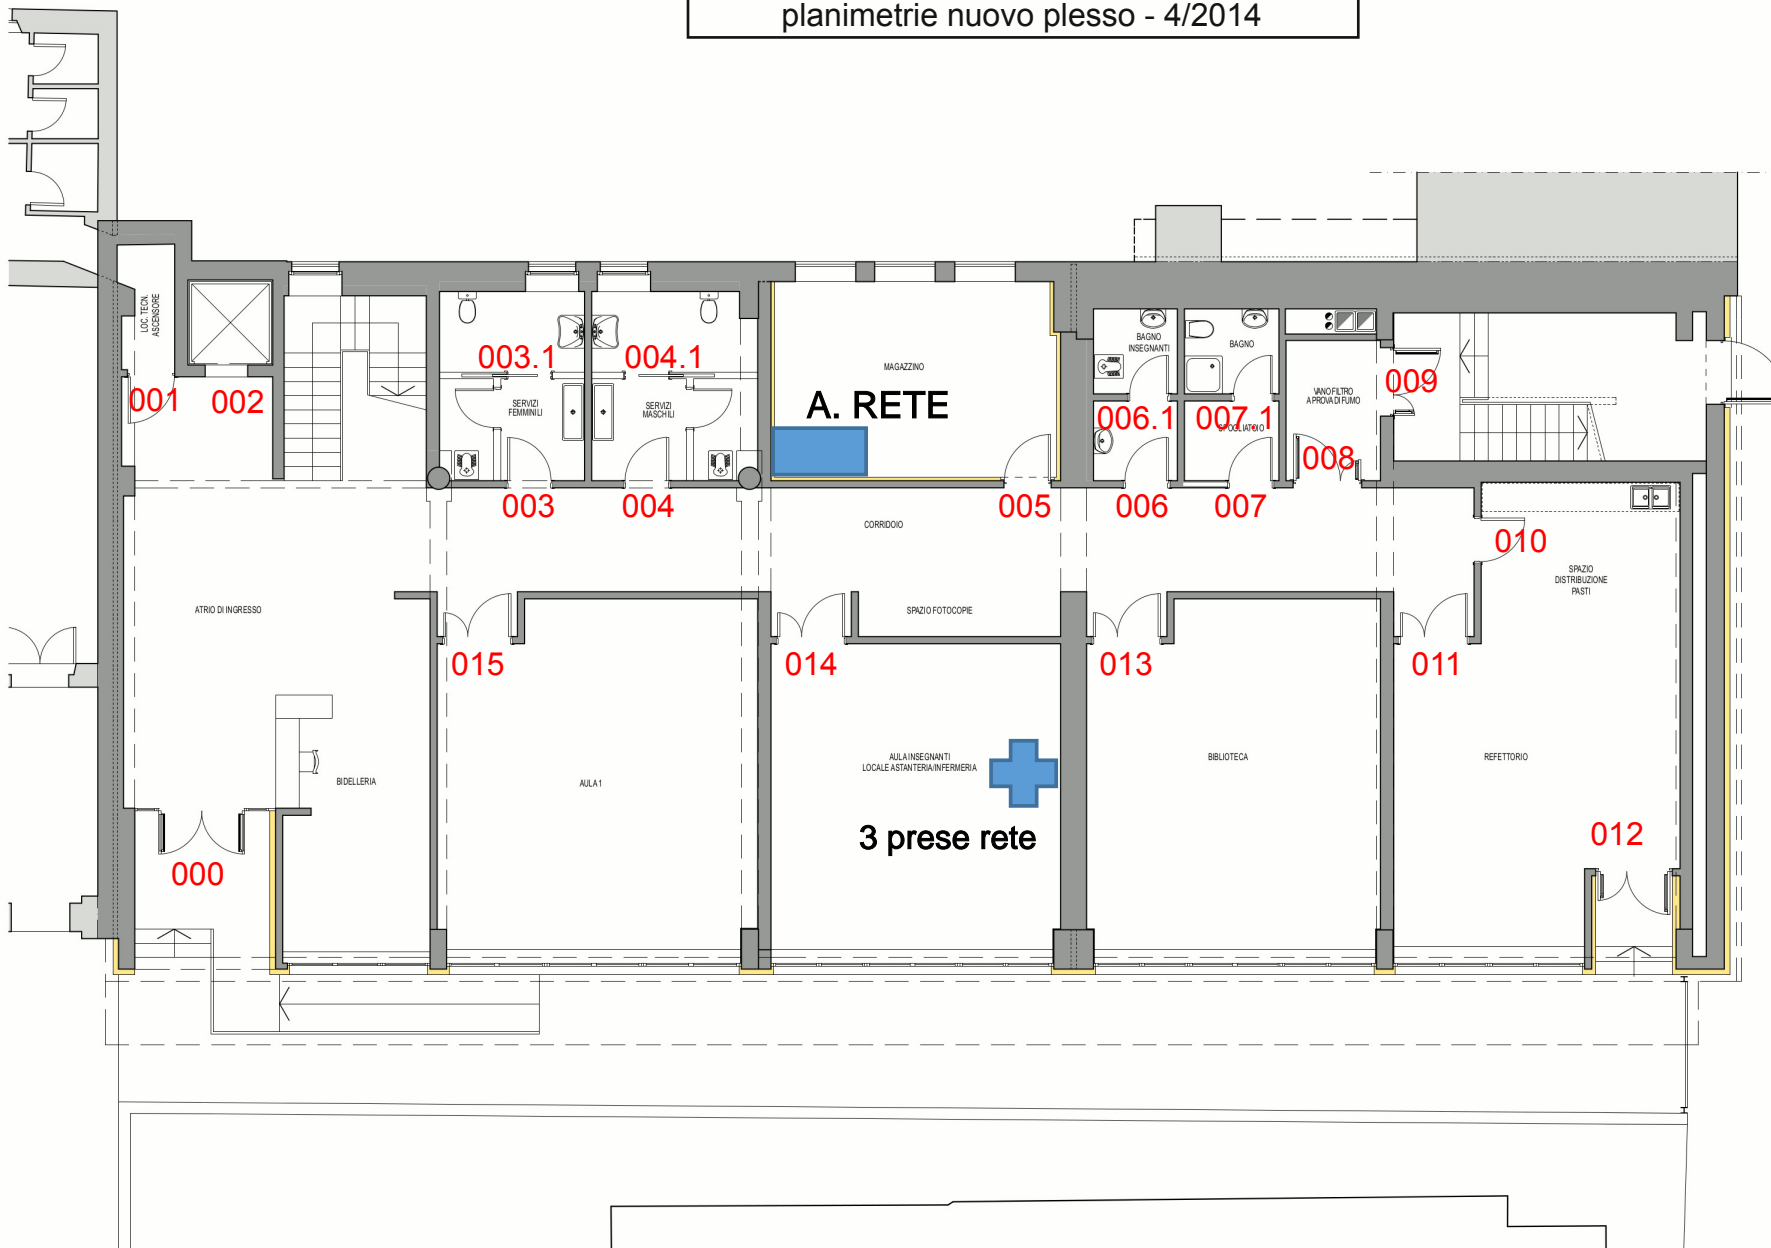 planimetrie nuovo plesso - 4/2014
LOC. TECN.
ASCENSORE
003.1
004.1
MAGAZZINO
BAGNO
INSEGNANTI
BAGNO
001
002
SERVIZI
FEMMINILI
SERVIZI
MASCHILI
A. RETE
006.1
007.1
SPOGLIATOIO
VANO FILTRO
A PROVA DI FUMO
009
008
003
004
005
006
007
CORRIDOIO
010
SPAZIO
DISTRIBUZIONE
PASTI
ATRIO DI INGRESSO
SPAZIO FOTOCOPIE
015
014
013
011
BIDELLERIA
AULA 1
AULA INSEGNANTI
LOCALE ASTANTERIA/INFERMERIA
BIBLIOTECA
REFETTORIO
3 prese rete
012
000